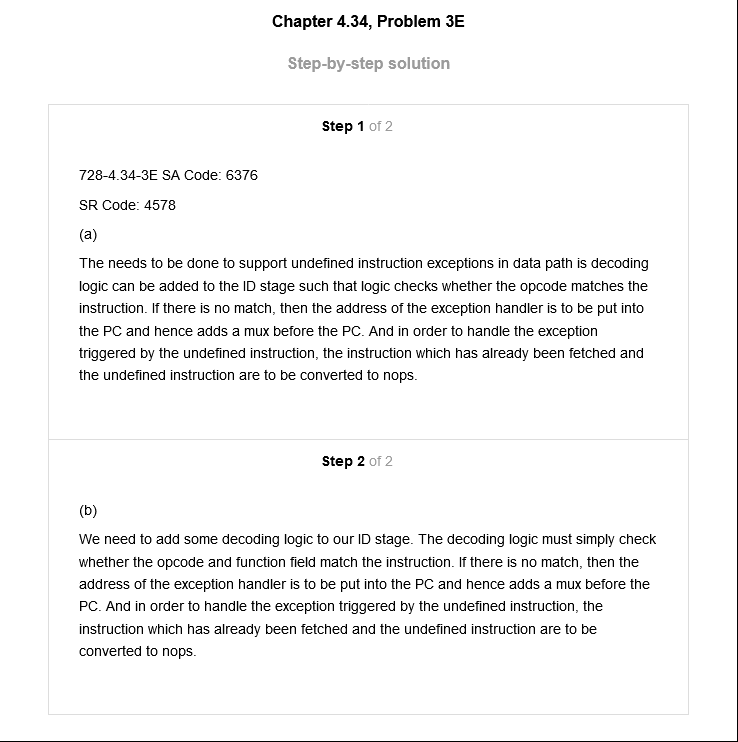 Chapter 4.34, Problem 3E
Step-by-step solution
Step 1 of 2
728-4.34-3E SA Code: 6376
SR Code: 4578
(a)
The needs to be done to support undefined instruction exceptions in data path is decoding
logic can be added to the ID stage such that logic checks whether the opcode matches the
instruction. If there is no match, then the address of the exception handler is to be put into
the PC and hence adds a mux before the PC. And in order to handle the exception
triggered by the undefined instruction, the instruction which has already been fetched and
the undefined instruction are to be converted to nops.
Step 2 of 2
(b)
We need to add some decoding logic to our ID stage. The decoding logic must simply check
whether the opcode and function field match the instruction. If there is no match, then the
address of the exception handler is to be put into the PC and hence adds a mux before the
PC. And in order to handle the exception triggered by the undefined instruction, the
instruction which has already been fetched and the undefined instruction are to be
converted to nops.